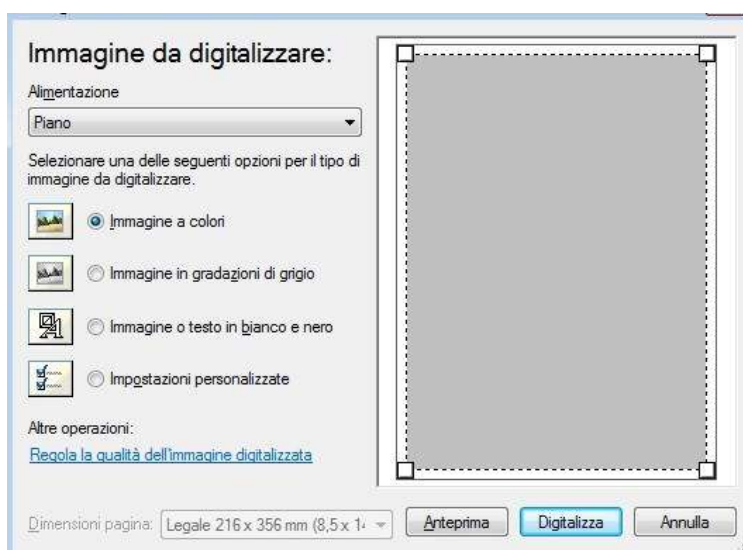 Immagine da digitalizzare:
Alimentazione
Piano
Selezionare una delle seguenti opzioni per il tipo di
immagine da digitalizzare.
Immagine a colori
Immagine in gradazioni di grigio
Immagine o testo in bianco e nero
Impostazioni personalizzate
Altre operazioni:
Regola la qualità dell'immagine digitalizzata
Dimensioni pagina: Legale 216 x 356 mm (8,5 x 14 Anteprima Digitalizza Annulla